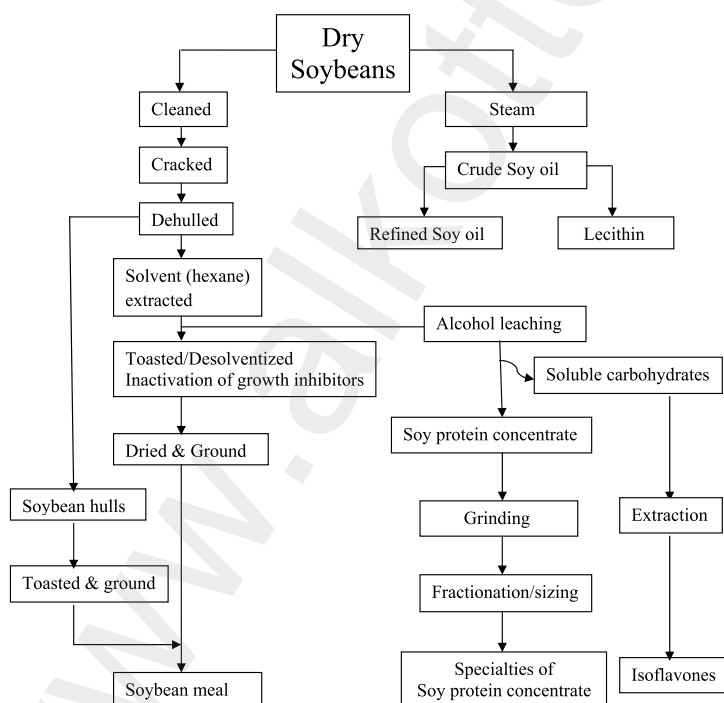 Dry
Soybeans
Cleaned
Steam
Cracked
Crude Soy oil
Dehulled
Refined Soy oil
Lecithin
Solvent (hexane)
extracted
Alcohol leaching
Toasted/Desolventized
Inactivation of growth inhibitors
Soluble carbohydrates
Dried & Ground
Soy protein concentrate
Soybean hulls
Grinding
Extraction
Toasted & ground
Fractionation/sizing
Soybean meal
Specialties of
Soy protein concentrate
Isoflavones
www.alkotte